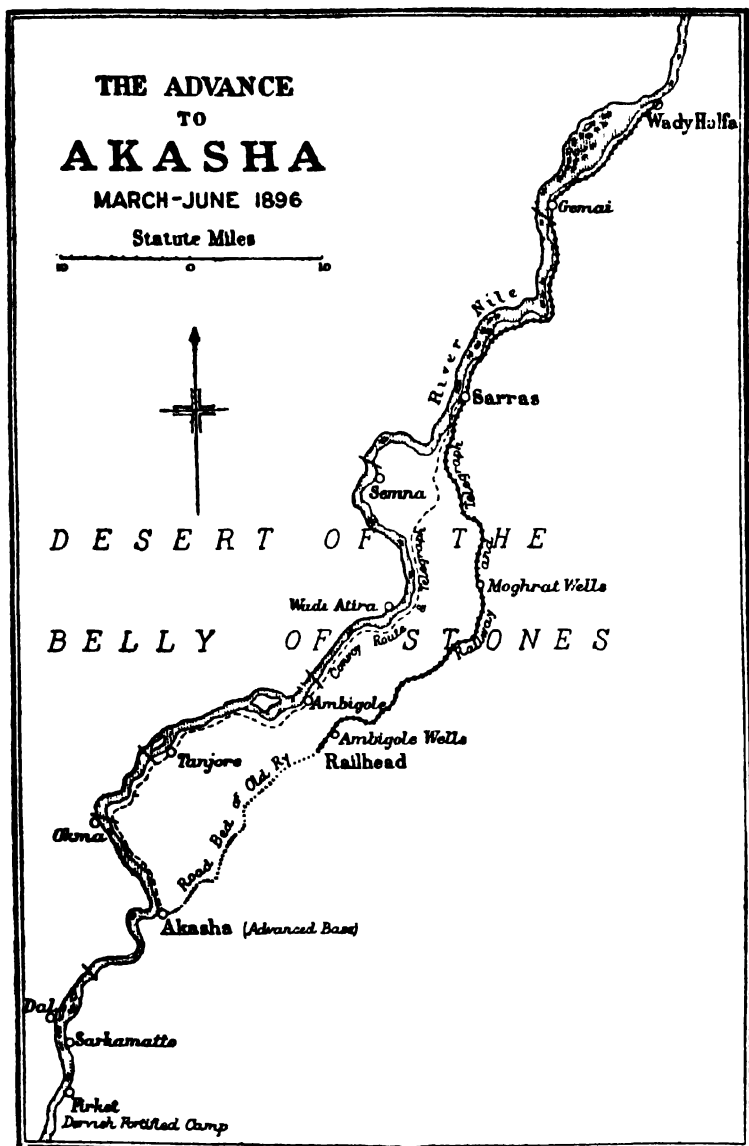 THE ADVANCE
TO
AKASHA
MARCH-JUNE 1896
Statute Miles
10 0 10
Wady Halfa
Gemai
River Nile
Sarras
Semna
Telegraph
DESERT OF THE
and
Telegraph
Moghrat Wells
Wadi Atira
BELLY OF STONES
Convoy Route &
Railway
Ambigole
Ambigole Wells
Tanjore
Railhead
Road Bed of Old Ry
Okma
Akasha (Advanced Base)
Dal
Sarkamatto
Firket
Dervish Fortified Camp